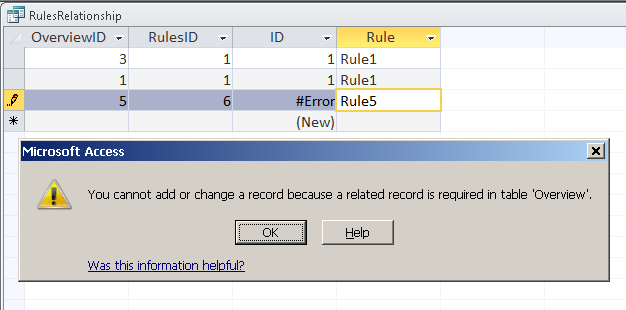 RulesRelationship
OverviewID RulesID ID Rule
3 1 1 Rule1
1 1 1 Rule1
5 6 #Error Rule5
* (New)
Microsoft Access
You cannot add or change a record because a related record is required in table 'Overview'.
OK Help
Was this information helpful?